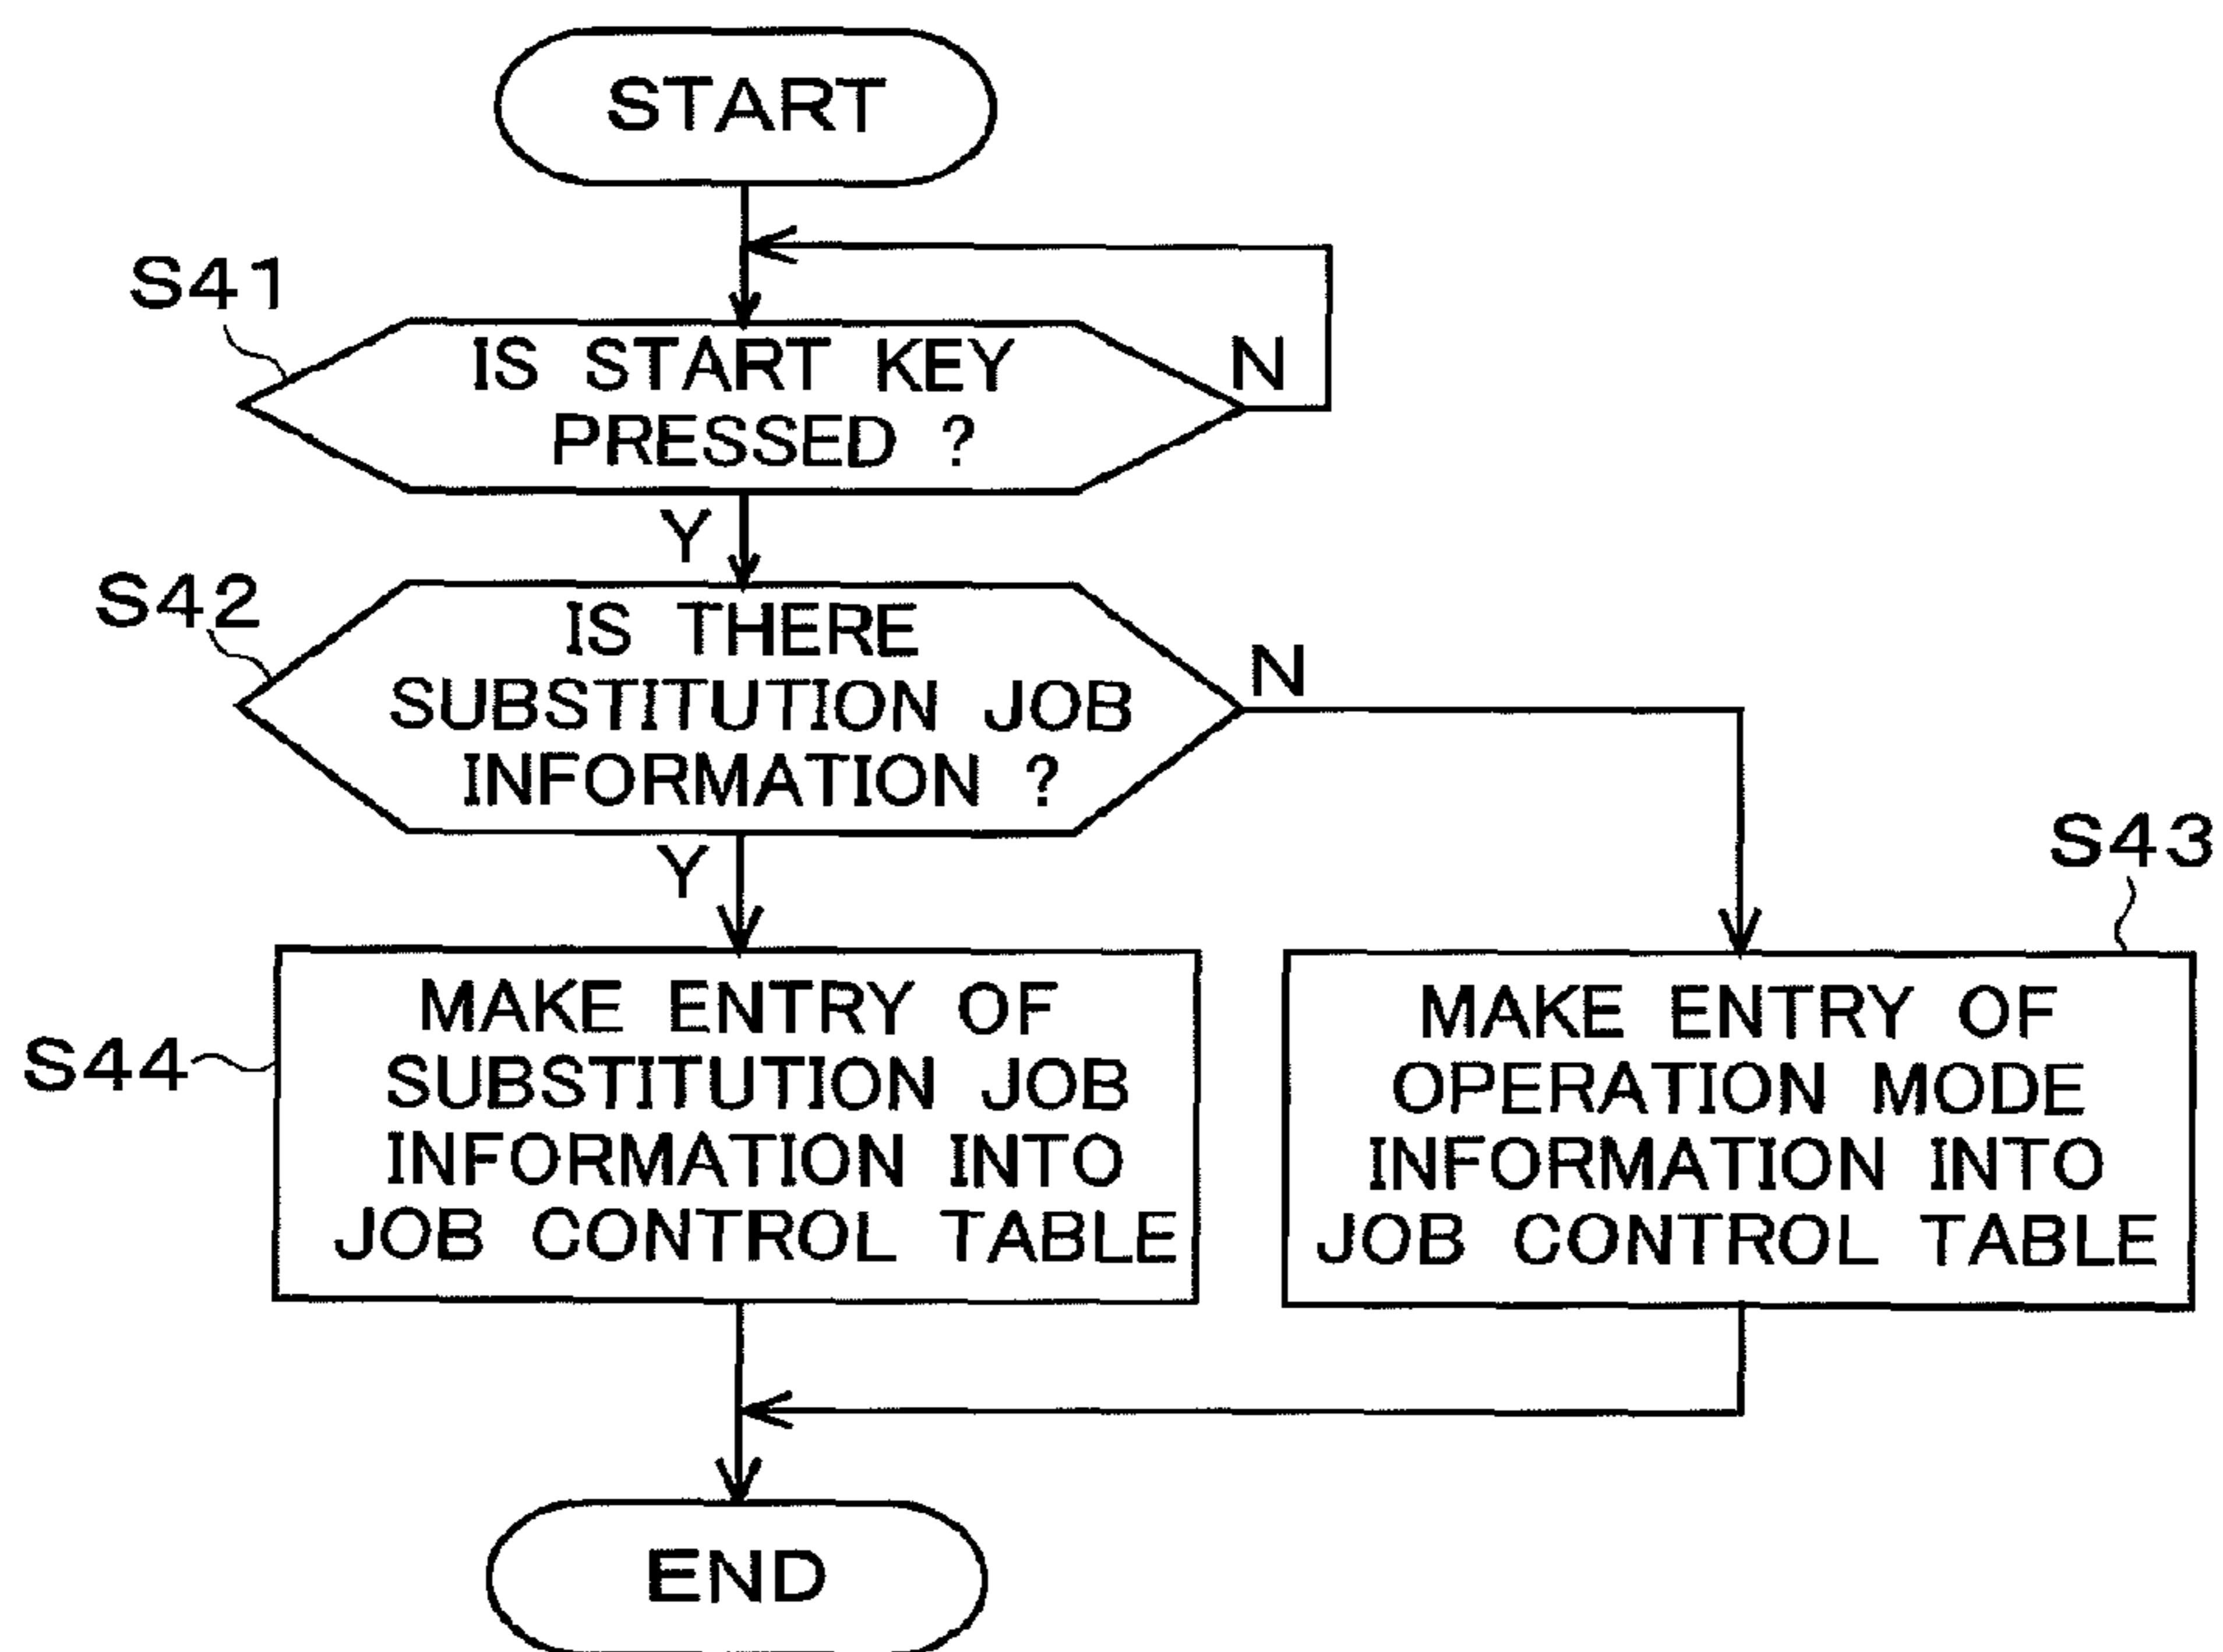 START
S41
IS START KEY
PRESSED ?
N
Y
S42
IS THERE
SUBSTITUTION JOB
INFORMATION ?
N
Y
S43
S44
MAKE ENTRY OF
SUBSTITUTION JOB
INFORMATION INTO
JOB CONTROL TABLE
MAKE ENTRY OF
OPERATION MODE
INFORMATION INTO
JOB CONTROL TABLE
END